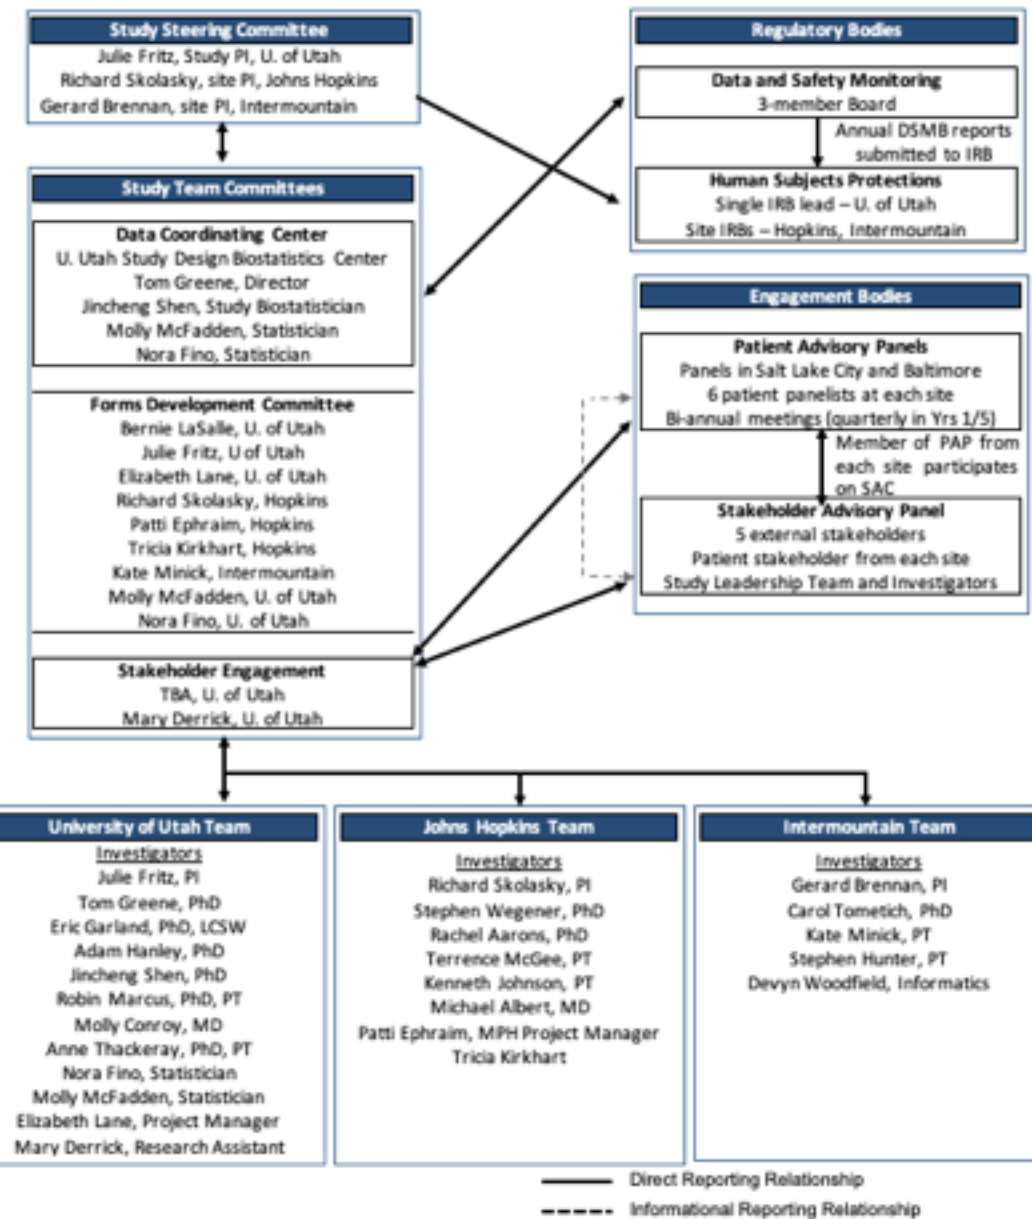 Study Steering Committee
Julie Fritz, Study PI, U. of Utah
Richard Skolasky, site PI, Johns Hopkins
Gerard Brennan, site PI, Intermountain
Regulatory Bodies
Data and Safety Monitoring
3-member Board
Annual DSMB reports
submitted to IRB
Human Subjects Protections
Single IRB lead – U. of Utah
Site IRBs – Hopkins, Intermountain
Study Team Committees
Data Coordinating Center
U. Utah Study Design Biostatistics Center
Tom Greene, Director
Jincheng Shen, Study Biostatistician
Molly McFadden, Statistician
Nora Fino, Statistician
Forms Development Committee
Bernie LaSalle, U. of Utah
Julie Fritz, U of Utah
Elizabeth Lane, U. of Utah
Richard Skolasky, Hopkins
Patti Ephraim, Hopkins
Tricia Kirkhart, Hopkins
Kate Minick, Intermountain
Molly McFadden, U. of Utah
Nora Fino, U. of Utah
Stakeholder Engagement
TBA, U. of Utah
Mary Derrick, U. of Utah
Engagement Bodies
Patient Advisory Panels
Panels in Salt Lake City and Baltimore
6 patient panelists at each site
Bi-annual meetings (quarterly in Yrs 1/5)
Member of PAP from
each site participates
on SAC
Stakeholder Advisory Panel
5 external stakeholders
Patient stakeholder from each site
Study Leadership Team and Investigators
University of Utah Team
Investigators
Julie Fritz, PI
Tom Greene, PhD
Eric Garland, PhD, LCSW
Adam Hanley, PhD
Jincheng Shen, PhD
Robin Marcus, PhD, PT
Molly Conroy, MD
Anne Thackeray, PhD, PT
Nora Fino, Statistician
Molly McFadden, Statistician
Elizabeth Lane, Project Manager
Mary Derrick, Research Assistant
Johns Hopkins Team
Investigators
Richard Skolasky, PI
Stephen Wegener, PhD
Rachel Aarons, PhD
Terrence McGee, PT
Kenneth Johnson, PT
Michael Albert, MD
Patti Ephraim, MPH Project Manager
Tricia Kirkhart
Intermountain Team
Investigators
Gerard Brennan, PI
Carol Tometich, PhD
Kate Minick, PT
Stephen Hunter, PT
Devyn Woodfield, Informatics
Direct Reporting Relationship
Informational Reporting Relationship